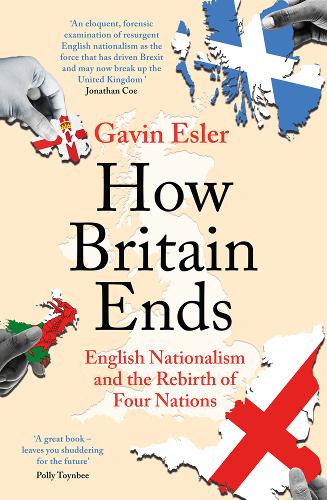 'An eloquent, forensic
examination of resurgent
English nationalism as the
force that has driven Brexit
and may now break up the
United Kingdom'
Jonathan Coe
Gavin Esler
How
Britain
Ends
English Nationalism
and the Rebirth of
Four Nations
'A great book –
leaves you shuddering
for the future'
Polly Toynbee